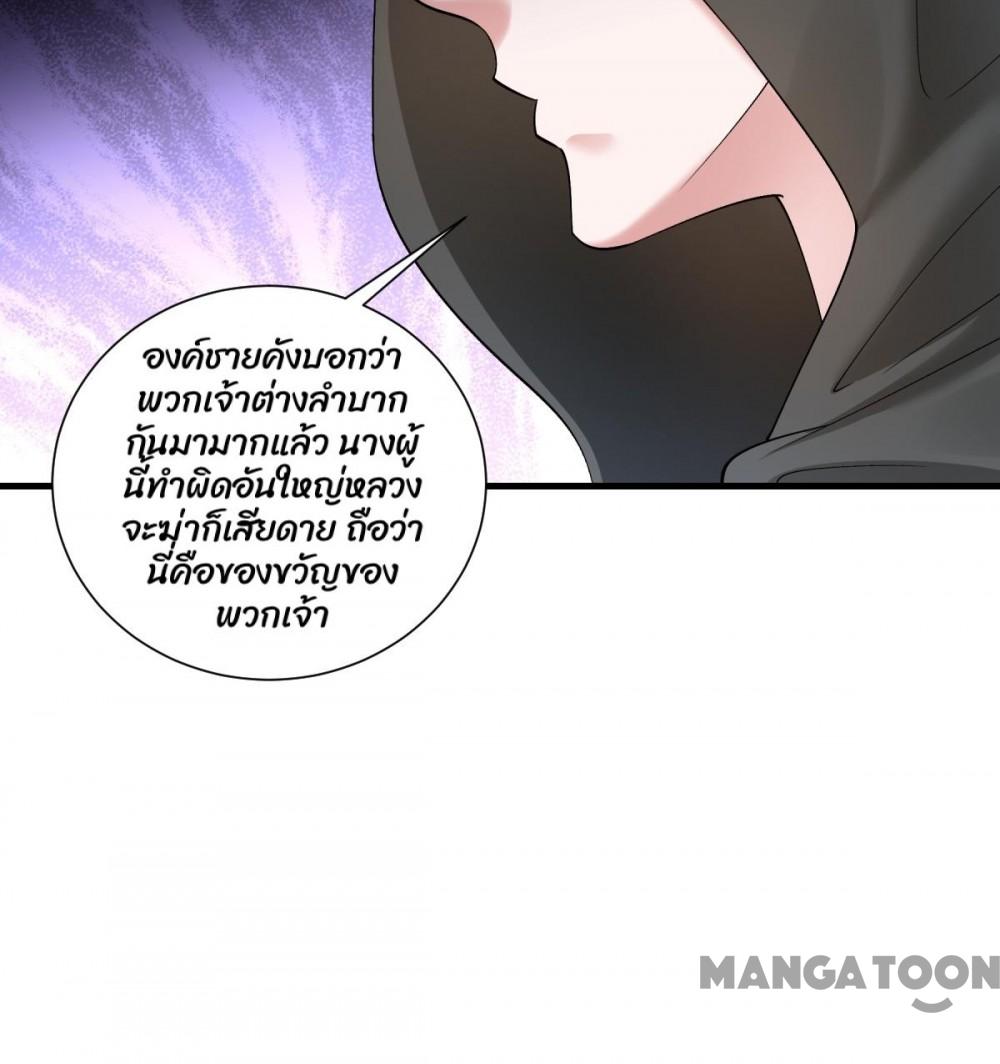 องค์ชายคังบอกว่า
พวกเจ้าต่างลำบาก
กันมามากแล้ว นางผู้
นี้ทำผิดอันใหญ่หลวง
จะฆ่าก็เสียดาย ถือว่า
นี่คือของขวัญของ
พวกเจ้า
MANGATOON